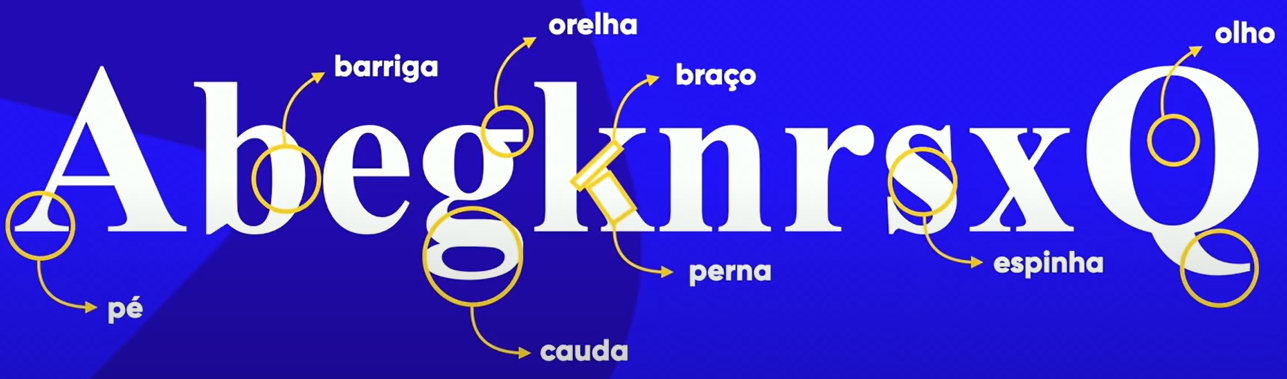 orelha
olho
barriga
braço
AbegknrsxQ
espinha
perna
pé
cauda